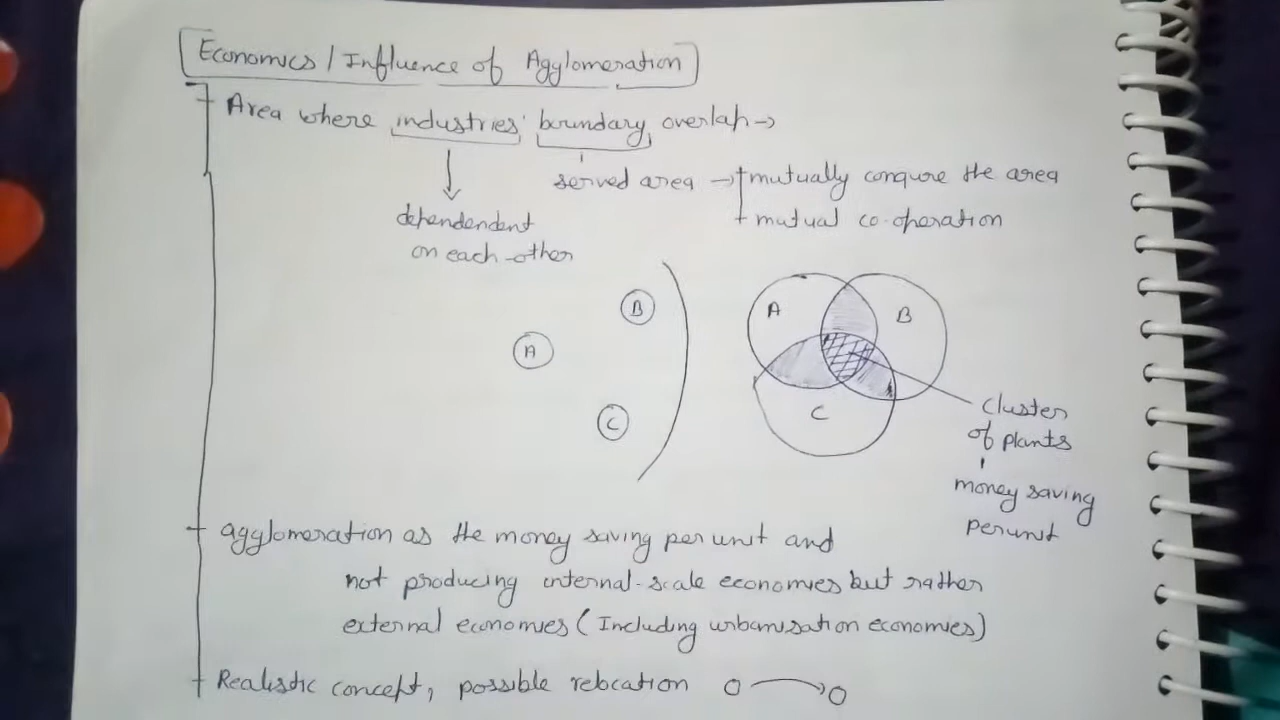 Economics / Influence of Agglomeration
Area where industries' boundary overlap →
served area → mutually conqure the area
mutual co-operation
dependendent
on each-other
A
B
C
A
B
C
cluster
of plants
money saving
per unit
agglomeration as the money saving per unit and
not producing internal-scale economies but rather
external economies (Including urbanisation economies)
Realistic concept, possible relocation